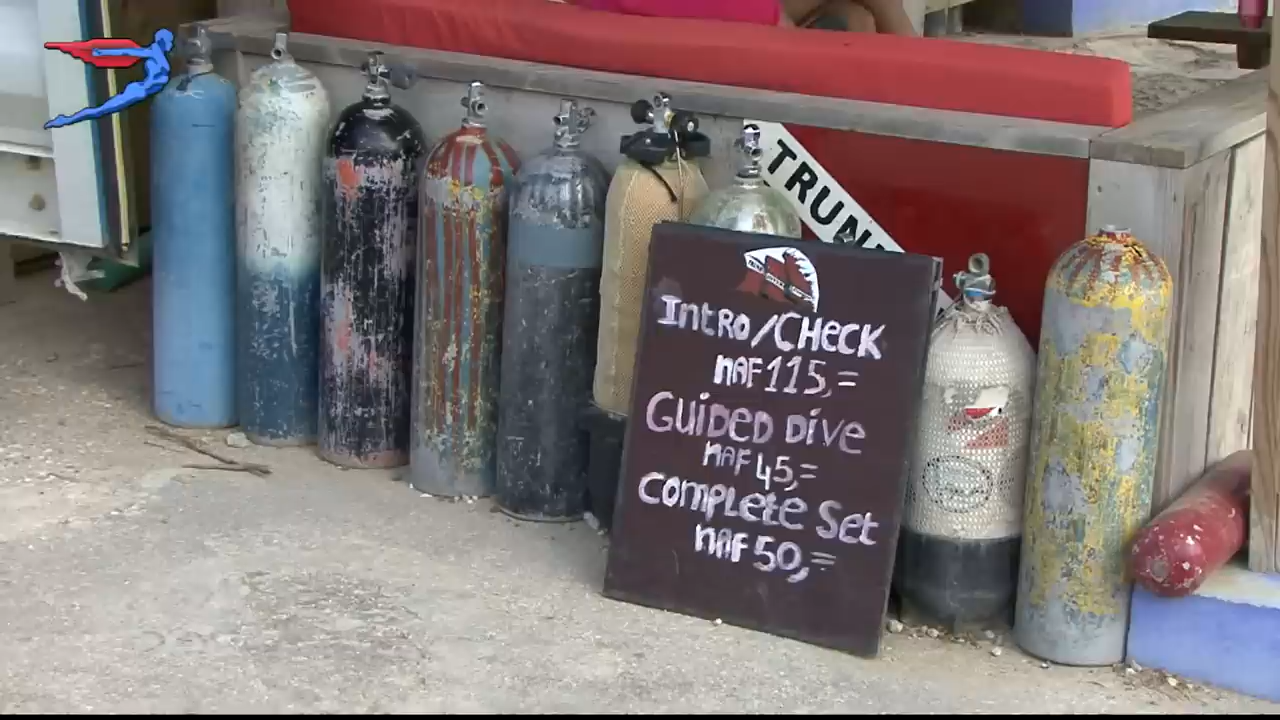 TRUN
Intro/Check
NAF 115,=
Guided Dive
NAF 45,=
Complete Set
NAF 50,=